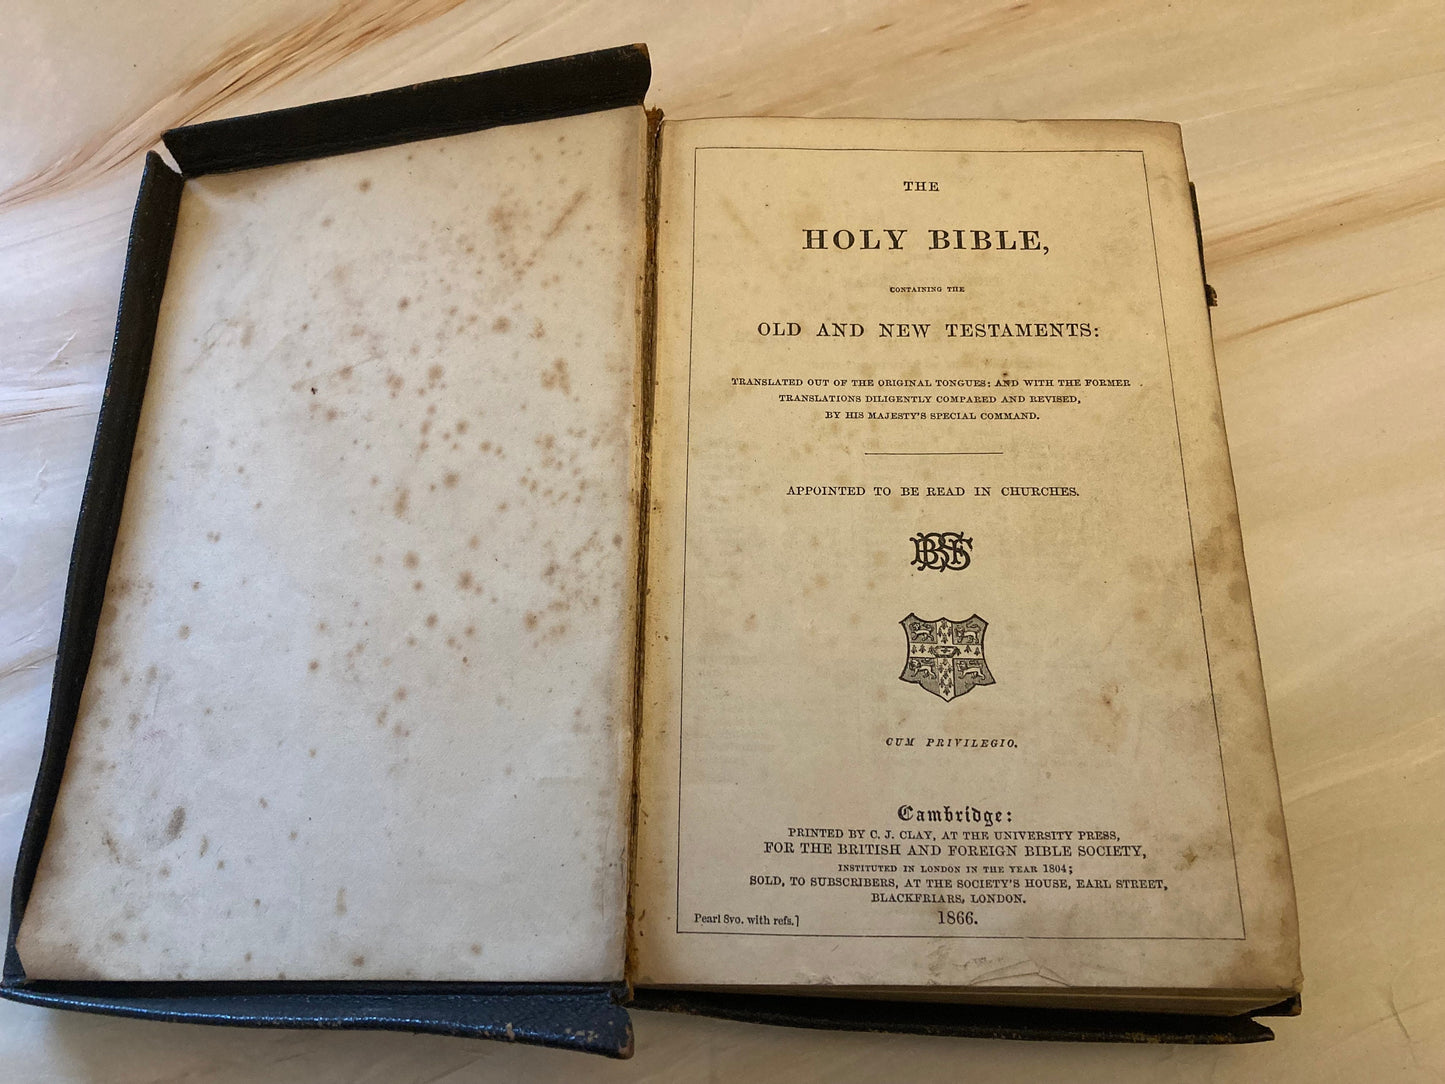 THE
HOLY BIBLE,
CONTAINING THE
OLD AND NEW TESTAMENTS:
TRANSLATED OUT OF THE ORIGINAL TONGUES: AND WITH THE FORMER
TRANSLATIONS DILIGENTLY COMPARED AND REVISED,
BY HIS MAJESTY'S SPECIAL COMMAND.
APPOINTED TO BE READ IN CHURCHES.
BFBS
CUM PRIVILEGIO.
Cambridge:
PRINTED BY C. J. CLAY, AT THE UNIVERSITY PRESS,
FOR THE BRITISH AND FOREIGN BIBLE SOCIETY,
INSTITUTED IN LONDON IN THE YEAR 1804;
SOLD, TO SUBSCRIBERS, AT THE SOCIETY'S HOUSE, EARL STREET,
BLACKFRIARS, LONDON.
Pearl 8vo. with refs.]
1866.